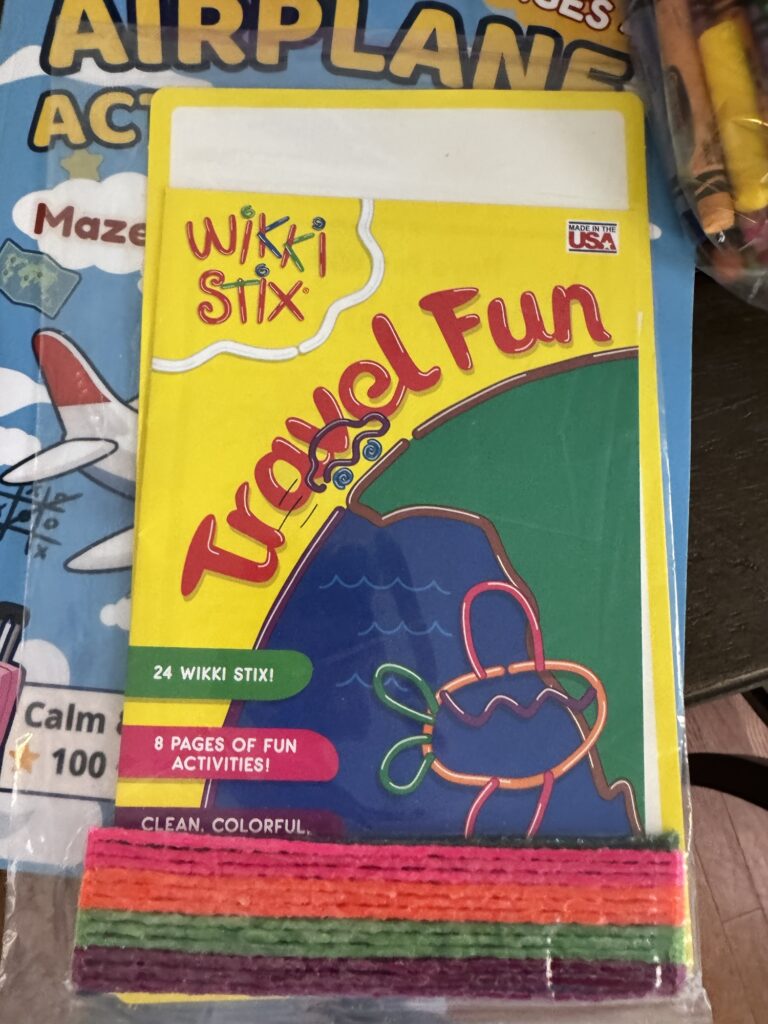 AIRPLANE
Maze
WIKKI
STIX®
MADE IN THE
USA
Travel Fun
24 WIKKI STIX!
8 PAGES OF FUN
ACTIVITIES!
CLEAN, COLORFUL,
Calm
100